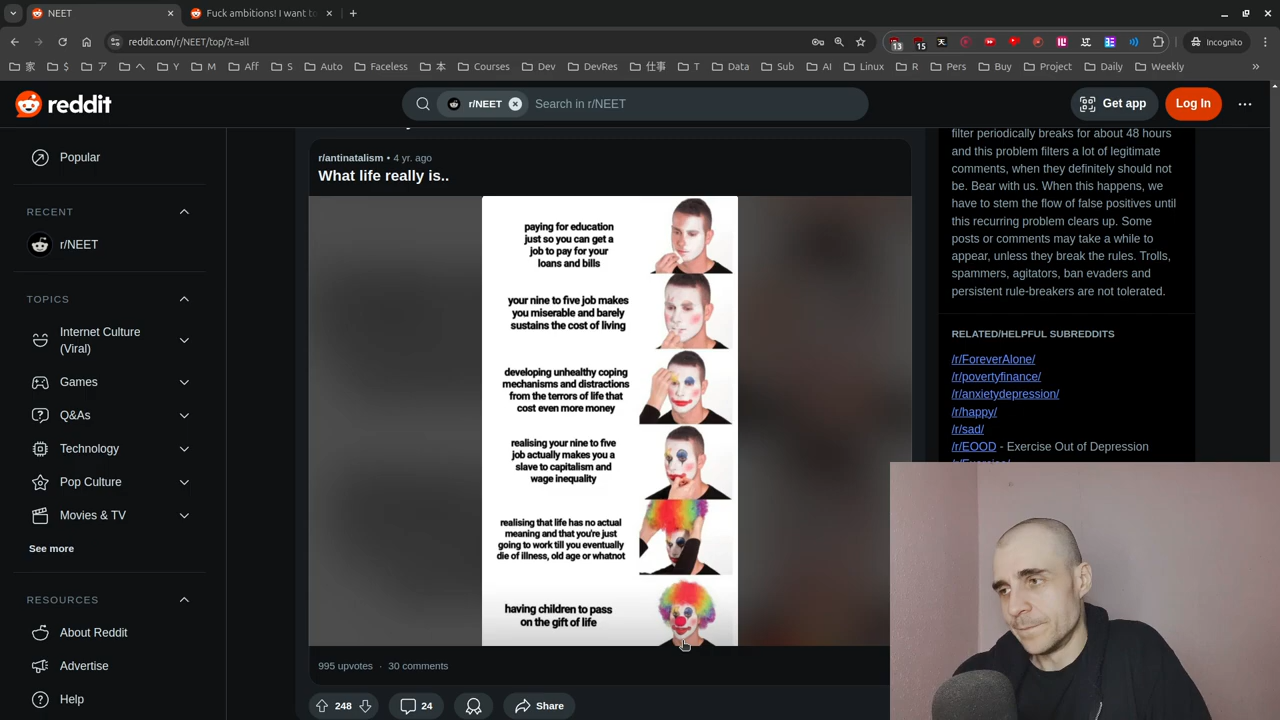 NEET
Fuck ambitions! I want to
reddit.com/r/NEET/top/?t=all
13
15
Incognito
家
$
ア
へ
Y
M
Aff
S
Auto
Faceless
本
Courses
Dev
DevRes
仕事
T
Data
Sub
AI
Linux
R
Pers
Buy
Project
Daily
Weekly
reddit
r/NEET
Search in r/NEET
Get app
Log In
Popular
RECENT
r/NEET
TOPICS
Internet Culture
(Viral)
Games
Q&As
Technology
Pop Culture
Movies & TV
See more
RESOURCES
About Reddit
Advertise
Help
r/antinatalism • 4 yr. ago
What life really is..
paying for education
just so you can get a
job to pay for your
loans and bills
your nine to five job makes
you miserable and barely
sustains the cost of living
developing unhealthy coping
mechanisms and distractions
from the terrors of life that
cost even more money
realising your nine to five
job actually makes you a
slave to capitalism and
wage inequality
realising that life has no actual
meaning and that you're just
going to work till you eventually
die of illness, old age or whatnot
having children to pass
on the gift of life
995 upvotes · 30 comments
248
24
Share
filter periodically breaks for about 48 hours
and this problem filters a lot of legitimate
comments, when they definitely should not
be. Bear with us. When this happens, we
have to stem the flow of false positives until
this recurring problem clears up. Some
posts or comments may take a while to
appear, unless they break the rules. Trolls,
spammers, agitators, ban evaders and
persistent rule-breakers are not tolerated.
RELATED/HELPFUL SUBREDDITS
/r/ForeverAlone/
/r/povertyfinance/
/r/anxietydepression/
/r/happy/
/r/sad/
/r/EOOD - Exercise Out of Depression